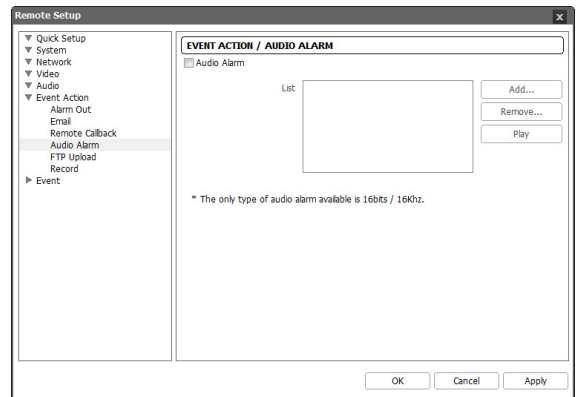 Remote Setup
x
Quick Setup
System
Network
Video
Audio
Event Action
Alarm Out
Email
Remote Callback
Audio Alarm
FTP Upload
Record
Event
EVENT ACTION / AUDIO ALARM
Audio Alarm
List
Add...
Remove...
Play
* The only type of audio alarm available is 16bits / 16Khz.
OK
Cancel
Apply